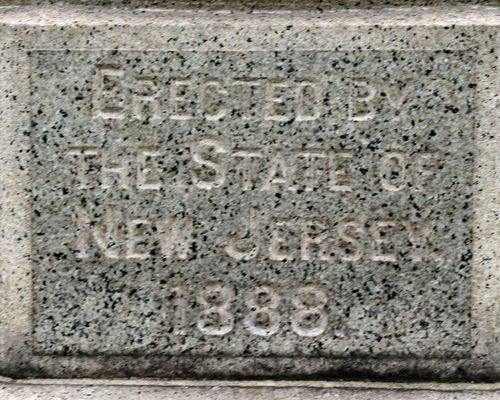 Erected by
the State of
New Jersey
1888.